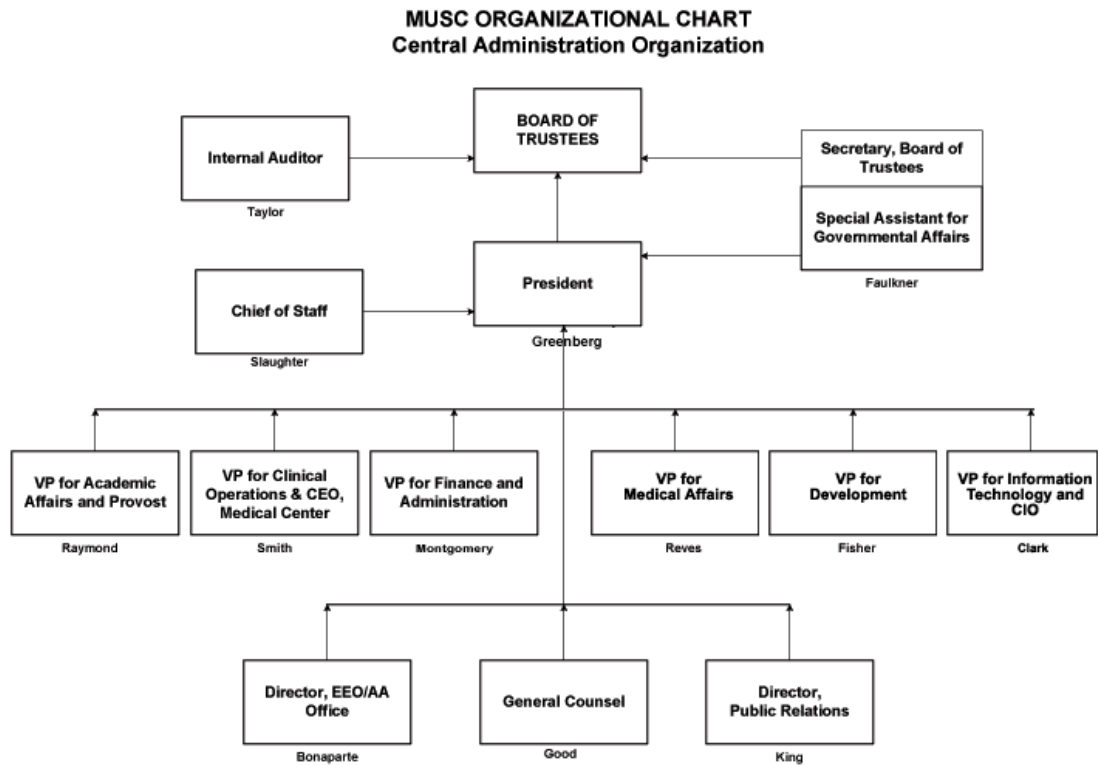 MUSC ORGANIZATIONAL CHART
Central Administration Organization
BOARD OF
TRUSTEES
Internal Auditor
Taylor
Secretary, Board of
Trustees
Special Assistant for
Governmental Affairs
Faulkner
President
Greenberg
Chief of Staff
Slaughter
VP for Academic
Affairs and Provost
Raymond
VP for Clinical
Operations & CEO,
Medical Center
Smith
VP for Finance and
Administration
Montgomery
VP for
Medical Affairs
Reves
VP for
Development
Fisher
VP for Information
Technology and
CIO
Clark
Director, EEO/AA
Office
Bonaparte
General Counsel
Good
Director,
Public Relations
King